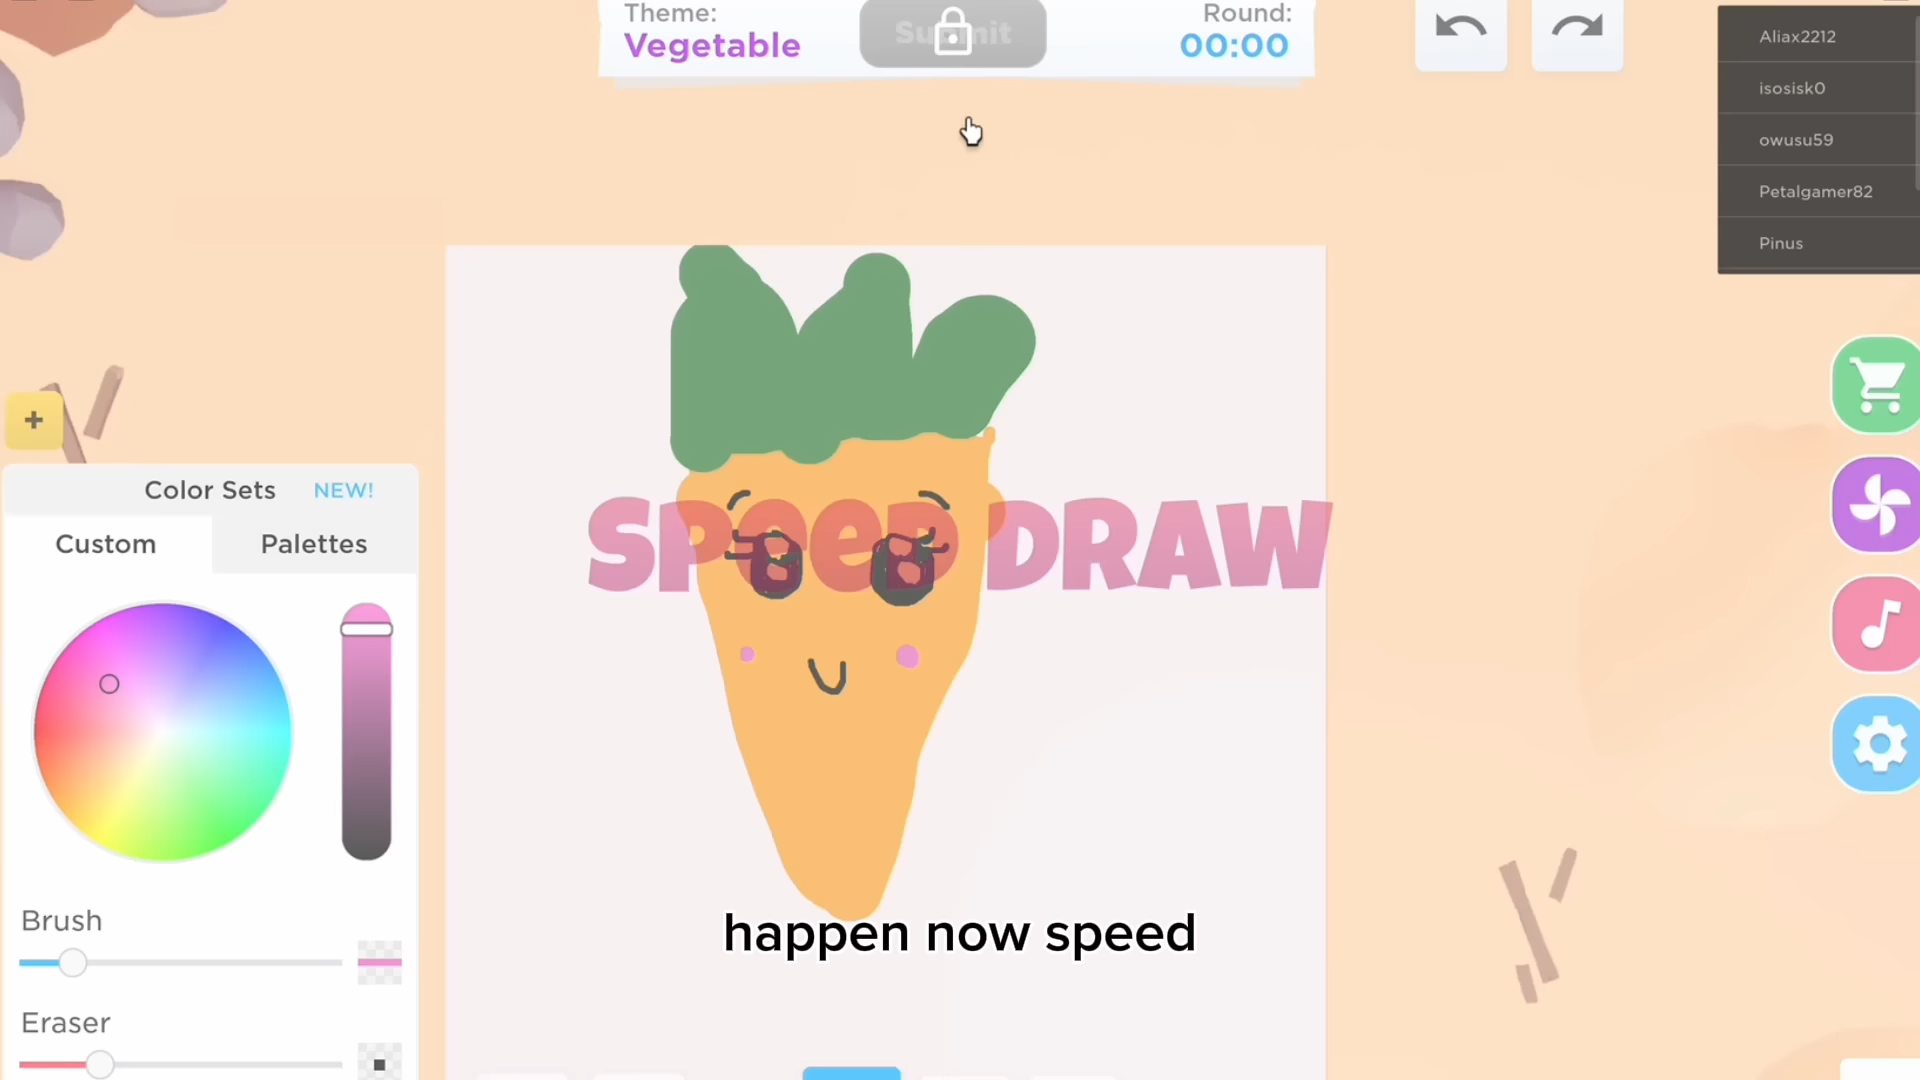 Theme:
Vegetable
Submit
Round:
00:00
Aliax2212
isosisk0
owusu59
Petalgamer82
Pinus
+
Color Sets NEW!
Custom
Palettes
SPEED DRAW
Brush
Eraser
happen now speed